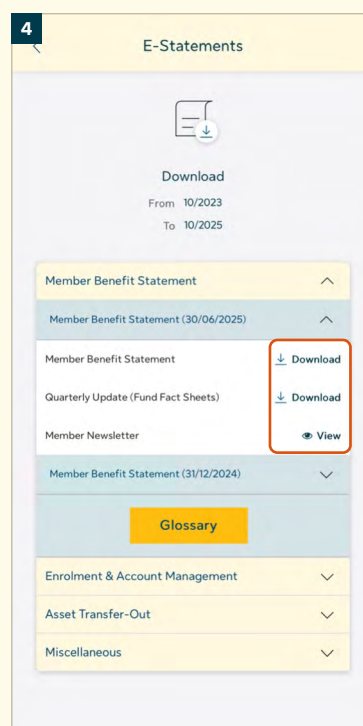 4
E-Statements
Download
From 10/2023
To 10/2025
Member Benefit Statement
Member Benefit Statement (30/06/2025)
Member Benefit Statement Download
Quarterly Update (Fund Fact Sheets) Download
Member Newsletter View
Member Benefit Statement (31/12/2024)
Glossary
Enrolment & Account Management
Asset Transfer-Out
Miscellaneous